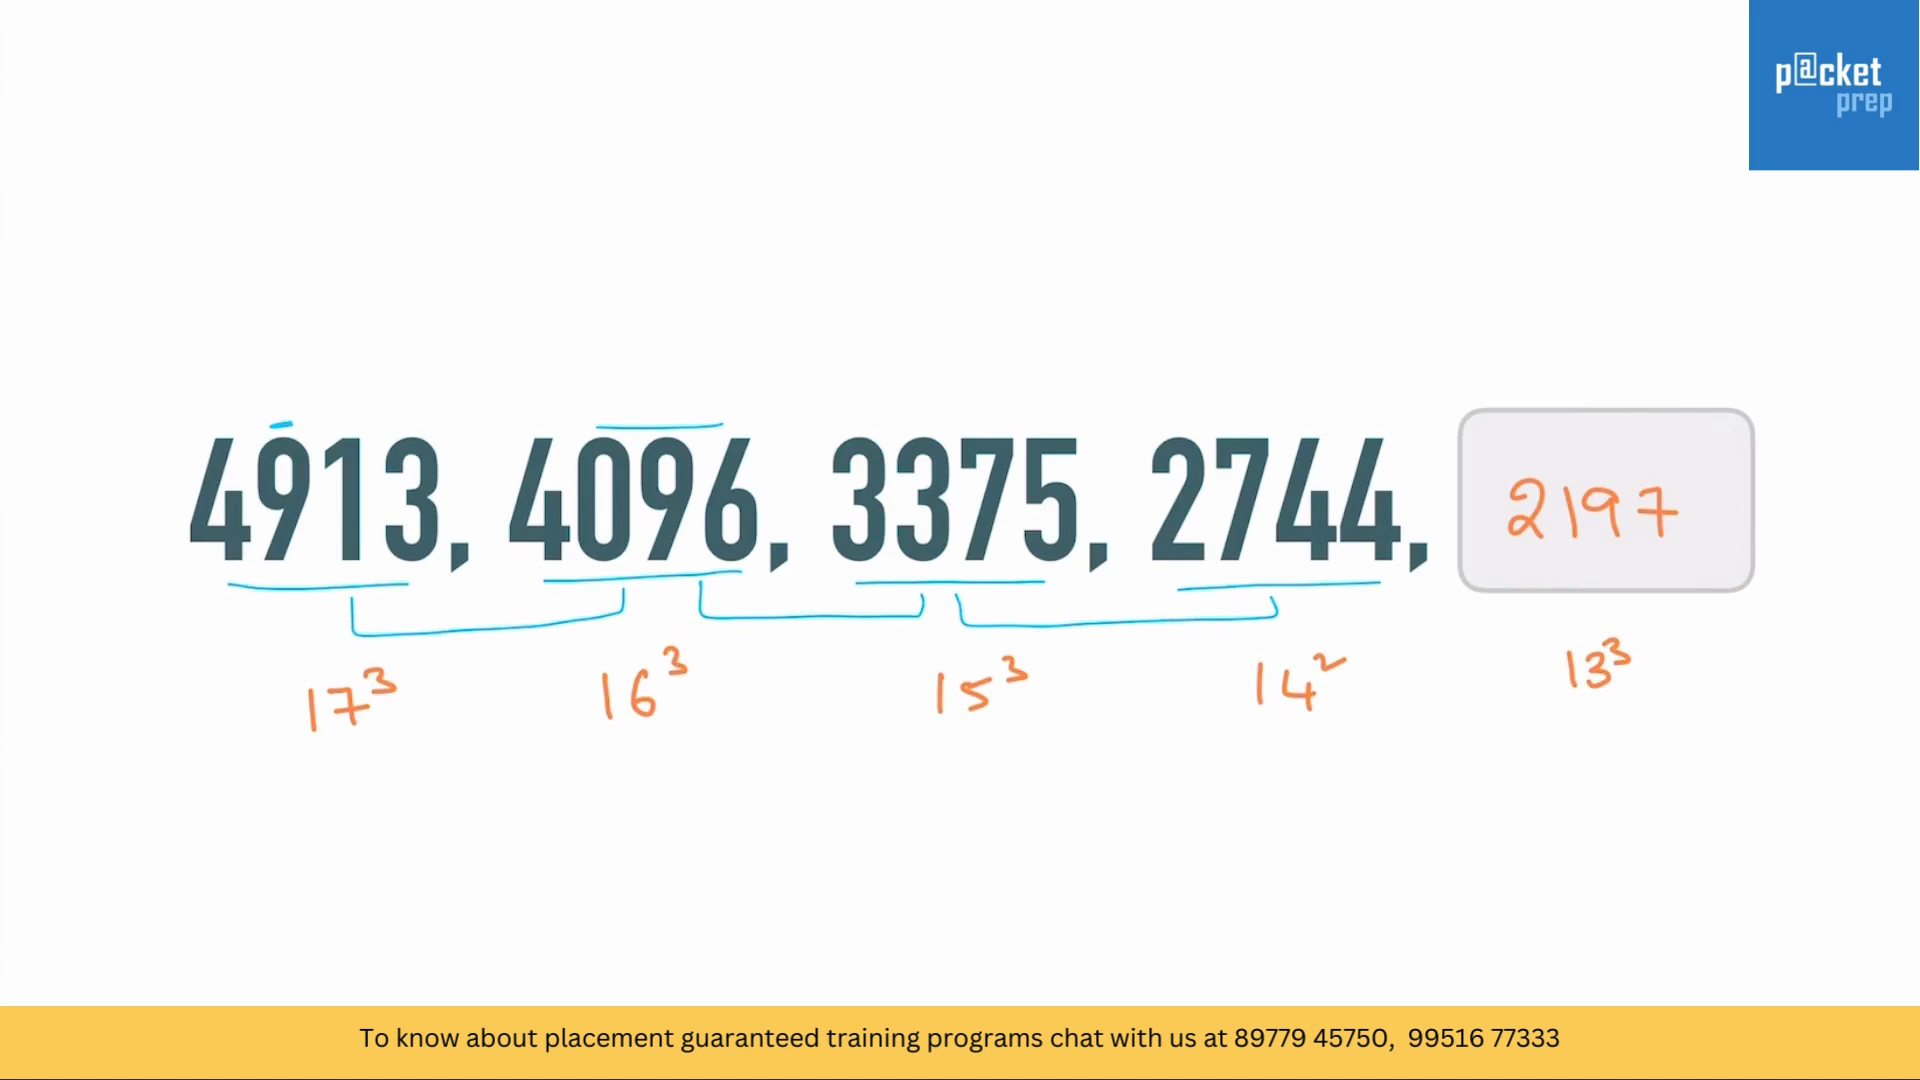 p@cket
prep
4913, 4096, 3375, 2744, 2197
17³ 16³ 15³ 14² 13³
To know about placement guaranteed training programs chat with us at 89779 45750, 99516 77333